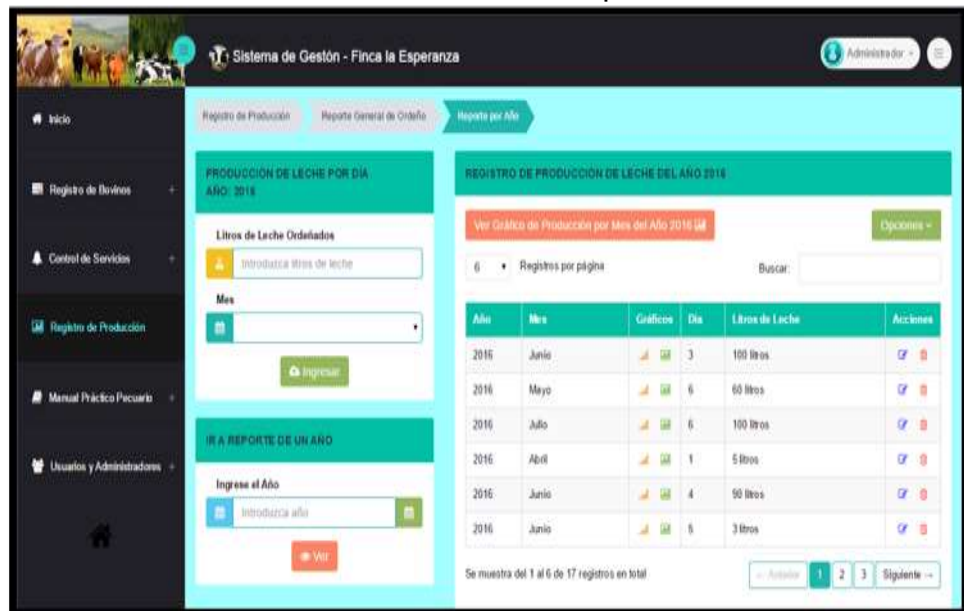 Sistema de Gestón - Finca la Esperanza
Administrador
Inicio
Registro de Bovinos +
Control de Servicios +
Registro de Producción
Manual Práctico Pecuario +
Usuarios y Administradores +
Registro de Producción
Reporte General de Ordeño
Reporte por Año
PRODUCCIÓN DE LECHE POR DÍA
AÑO: 2016
Litros de Leche Ordeñados
Introduzca litros de leche
Mes
Ingresar
IR A REPORTE DE UN AÑO
Ingrese el Año
Introduzca año
Ver
REGISTRO DE PRODUCCIÓN DE LECHE DEL AÑO 2016
Ver Gráfico de Producción por Mes del Año 2016
Opciones
6 Registros por página
Buscar:
Año Mes Gráficos Día Litros de Leche Acciones
2016 Junio 3 100 litros
2016 Mayo 6 60 litros
2016 Julio 6 100 litros
2016 Abril 1 5 litros
2016 Junio 4 90 litros
2016 Junio 5 3 litros
Se muestra del 1 al 6 de 17 registros en total
← Anterior 1 2 3 Siguiente →